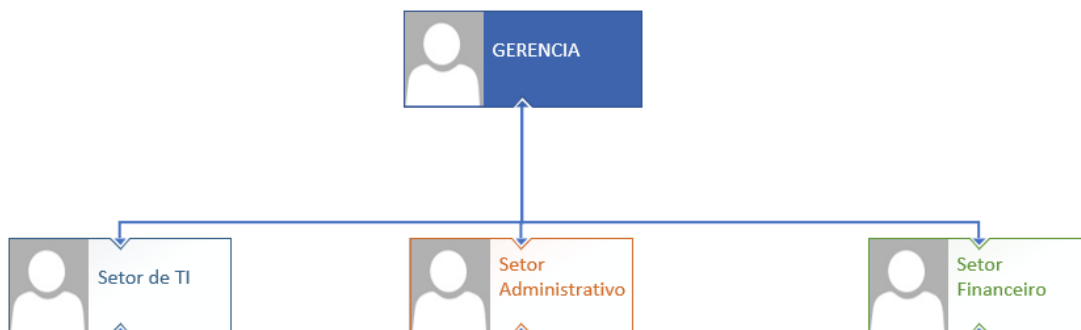 GERENCIA
Setor de TI
Setor
Administrativo
Setor
Financeiro